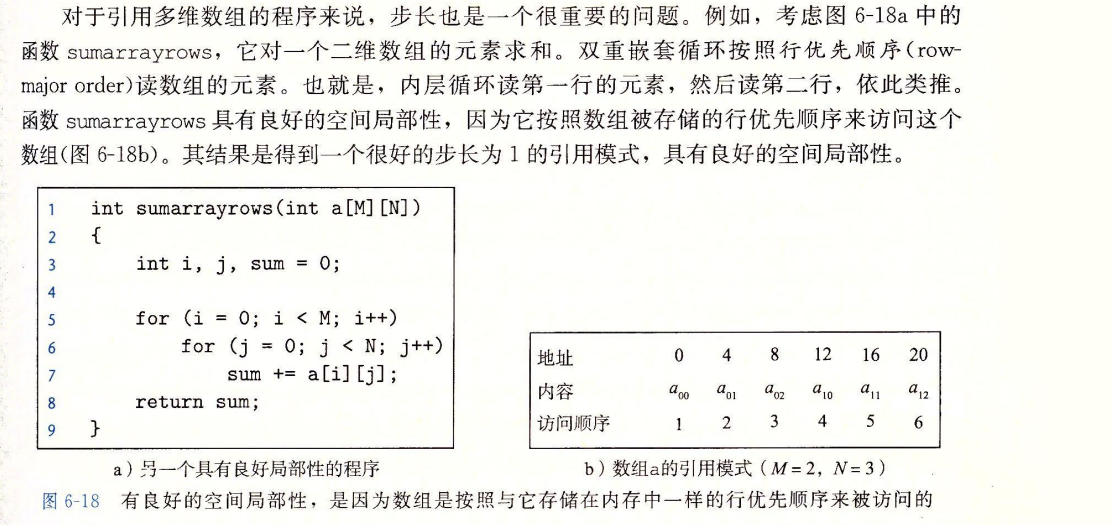 对于引用多维数组的程序来说，步长也是一个很重要的问题。例如，考虑图 6-18a 中的
函数 sumarrayrows，它对一个二维数组的元素求和。双重嵌套循环按照行优先顺序(row-
major order)读数组的元素。也就是，内层循环读第一行的元素，然后读第二行，依此类推。
函数 sumarrayrows 具有良好的空间局部性，因为它按照数组被存储的行优先顺序来访问这个
数组(图 6-18b)。其结果是得到一个很好的步长为 1 的引用模式，具有良好的空间局部性。
1 int sumarrayrows(int a[M][N])
2 {
3 int i, j, sum = 0;
4
5 for (i = 0; i < M; i++)
6 for (j = 0; j < N; j++)
7 sum += a[i][j];
8 return sum;
9 }
a）另一个具有良好局部性的程序
地址 0 4 8 12 16 20
内容 a00 a01 a02 a10 a11 a12
访问顺序 1 2 3 4 5 6
b）数组a的引用模式（M=2，N=3）
图 6-18 有良好的空间局部性，是因为数组是按照与它存储在内存中一样的行优先顺序来被访问的